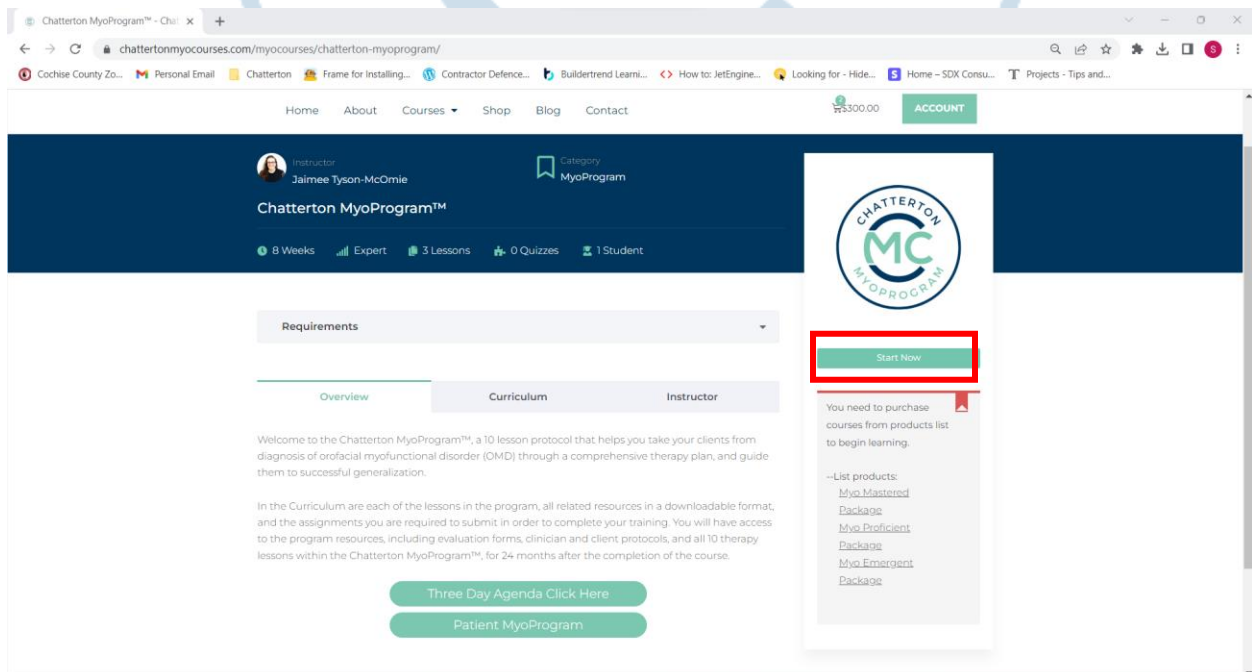 Chatterton MyoProgram™ - Chat
chattertonmyocourses.com/myocourses/chatterton-myoprogram/
S
Cochise County Zo... Personal Email Chatterton Frame for Installing... Contractor Defence... Buildertrend Learni... How to: JetEngine... Looking for - Hide... Home – SDX Consu... Projects - Tips and...
Home About Courses Shop Blog Contact
2
$300.00
ACCOUNT
Instructor
Jaimee Tyson-McOmie
Category
MyoProgram
Chatterton MyoProgram™
8 Weeks Expert 3 Lessons 0 Quizzes 1 Student
CHATTERTON
MC
MYOPROGRAM
Requirements
Start Now
Overview Curriculum Instructor
Welcome to the Chatterton MyoProgram™, a 10 lesson protocol that helps you take your clients from
diagnosis of orofacial myofunctional disorder (OMD) through a comprehensive therapy plan, and guide
them to successful generalization.
In the Curriculum are each of the lessons in the program, all related resources in a downloadable format,
and the assignments you are required to submit in order to complete your training. You will have access
to the program resources, including evaluation forms, clinician and client protocols, and all 10 therapy
lessons within the Chatterton MyoProgram™, for 24 months after the completion of the course.
Three Day Agenda Click Here
Patient MyoProgram
You need to purchase
courses from products list
to begin learning.
--List products:
Myo Mastered
Package
Myo Proficient
Package
Myo Emergent
Package